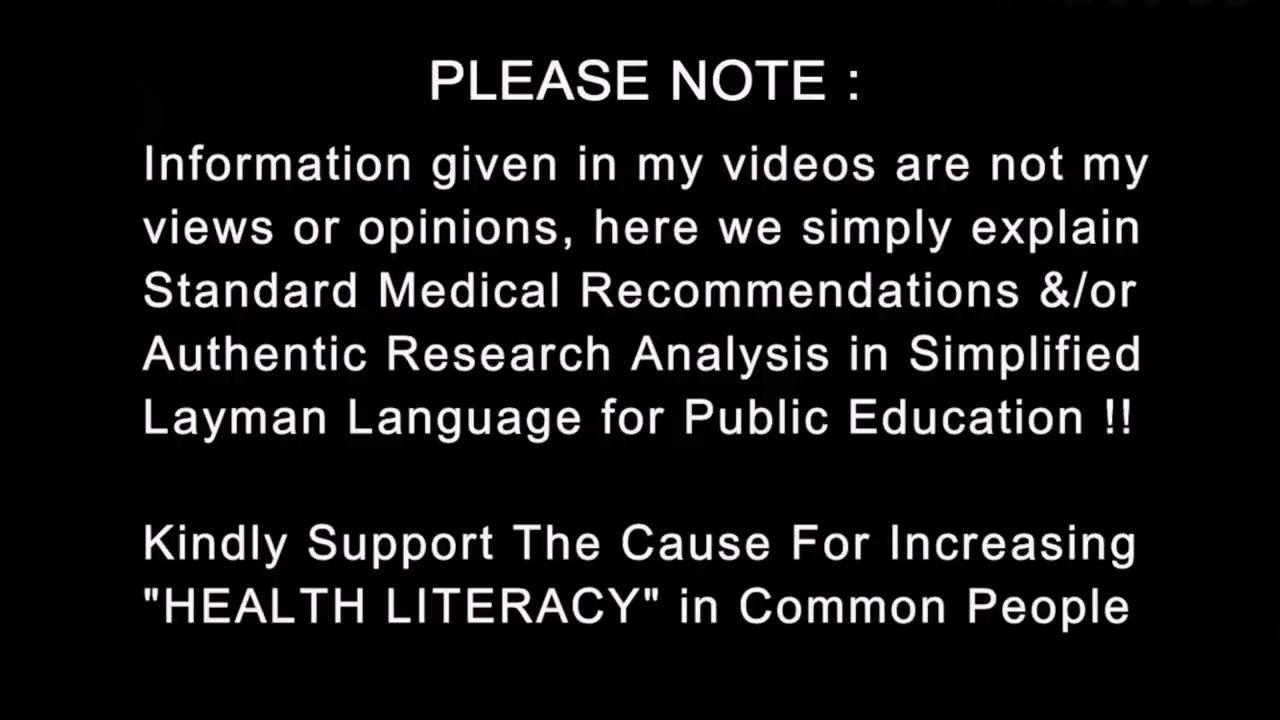 PLEASE NOTE :
Information given in my videos are not my
views or opinions, here we simply explain
Standard Medical Recommendations &/or
Authentic Research Analysis in Simplified
Layman Language for Public Education !!
Kindly Support The Cause For Increasing
"HEALTH LITERACY" in Common People